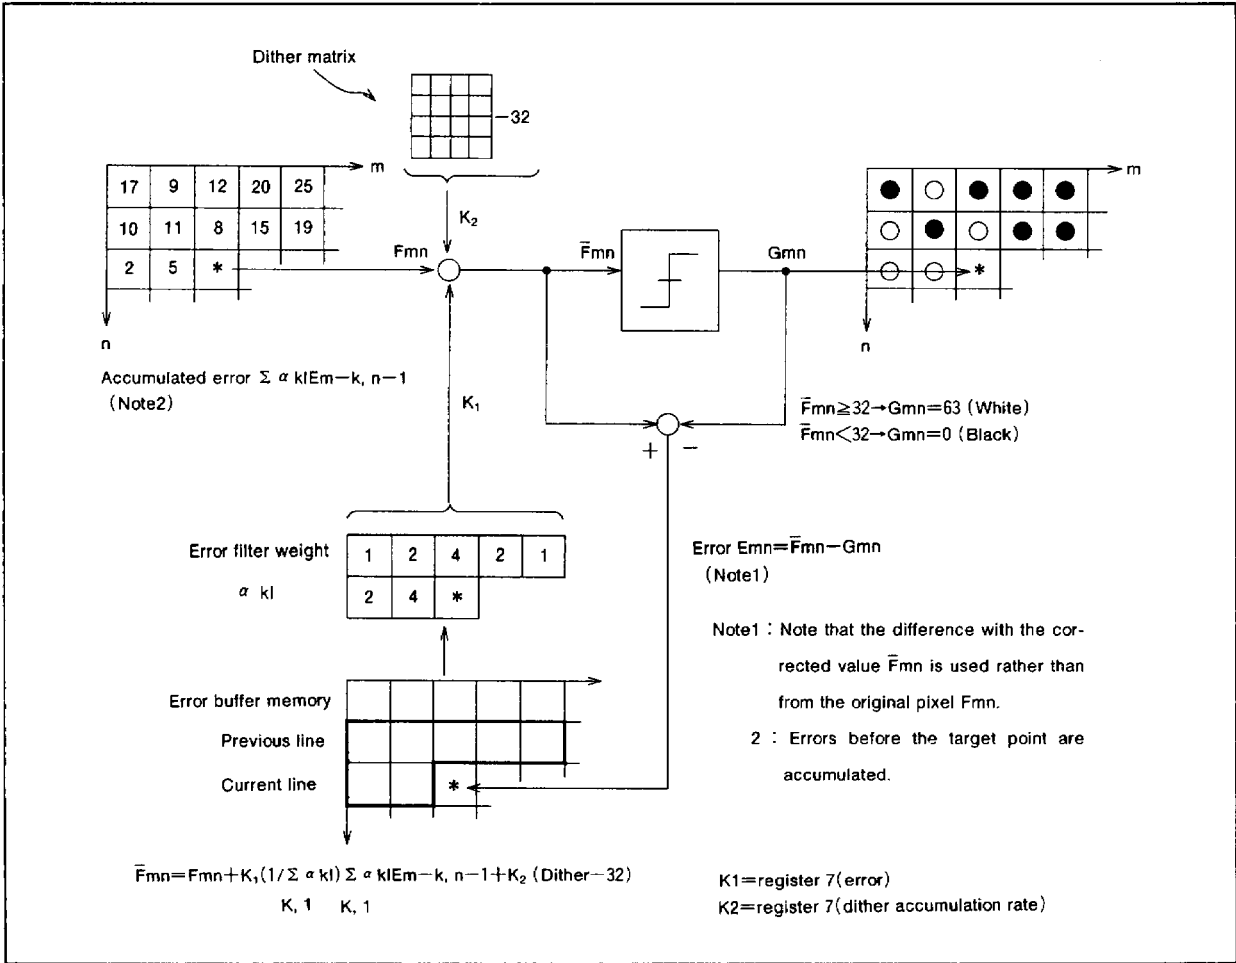 Dither matrix
−32
m
17 9 12 20 25
10 11 8 15 19
2 5 *
n
Fmn
K₂
F̅mn
Gmn
m
*
n
Accumulated error Σ α klEm−k, n−1
(Note2)
K₁
F̅mn≧32→Gmn=63 (White)
F̅mn<32→Gmn=0 (Black)
+ −
Error filter weight
α kl
1 2 4 2 1
2 4 *
Error Emn=F̅mn−Gmn
(Note1)
Note1 : Note that the difference with the cor-
rected value F̅mn is used rather than
from the original pixel Fmn.
2 : Errors before the target point are
accumulated.
Error buffer memory
Previous line
Current line
*
F̅mn=Fmn+K₁(1/Σ α kl) Σ α klEm−k, n−1+K₂ (Dither−32)
K, 1 K, 1
K1=register 7(error)
K2=register 7(dither accumulation rate)